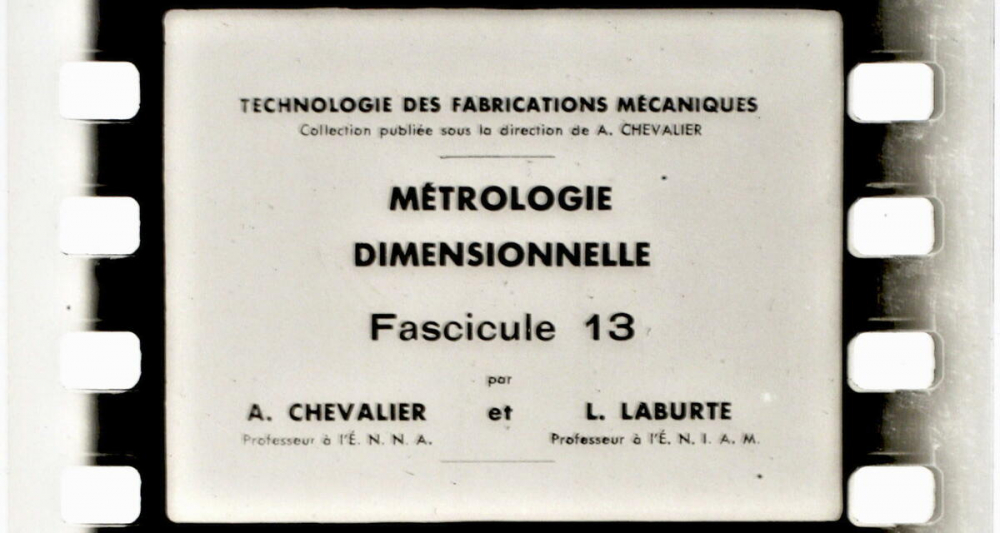 TECHNOLOGIE DES FABRICATIONS MÉCANIQUES
Collection publiée sous la direction de A. CHEVALIER
MÉTROLOGIE
DIMENSIONNELLE
Fascicule 13
par
A. CHEVALIER et L. LABURTE
Professeur à l'É. N. N. A. Professeur à l'É. N. I. A. M.